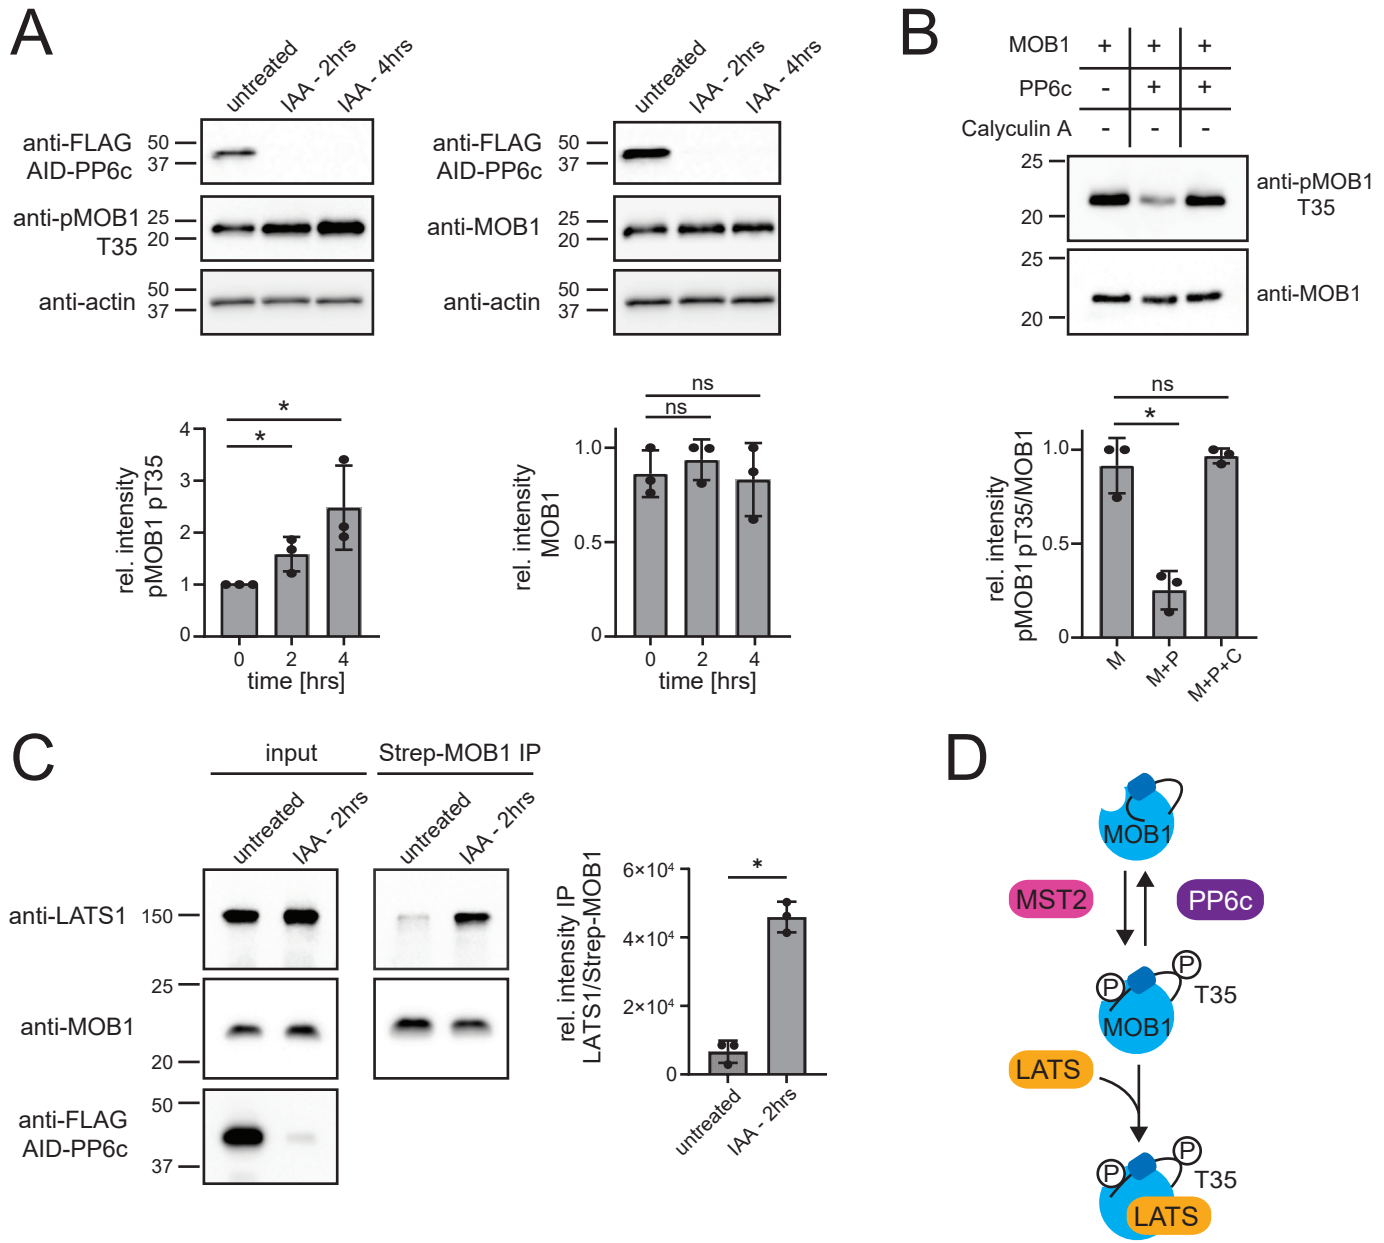 A
untreated
IAA - 2hrs
IAA - 4hrs
anti-FLAG
AID-PP6c
50
37
anti-pMOB1
T35
25
20
anti-actin
50
37
untreated
IAA - 2hrs
IAA - 4hrs
anti-FLAG
AID-PP6c
50
37
anti-MOB1
25
20
anti-actin
50
37
rel. intensity
pMOB1 pT35
4
3
2
1
0
*
*
0 2 4
time [hrs]
rel. intensity
MOB1
1.0
0.5
0
ns
ns
0 2 4
time [hrs]
B
MOB1 + + +
PP6c - + +
Calyculin A - - -
25
20
anti-pMOB1
T35
25
20
anti-MOB1
rel. intensity
pMOB1 pT35/MOB1
1.0
0.5
0
ns
*
M
M+P
M+P+C
C
input
Strep-MOB1 IP
untreated
IAA - 2hrs
untreated
IAA - 2hrs
anti-LATS1
150
anti-MOB1
25
20
anti-FLAG
AID-PP6c
50
37
rel. intensity IP
LATS1/Strep-MOB1
6×10⁴
4×10⁴
2×10⁴
0
*
untreated
IAA - 2hrs
D
MOB1
MST2
PP6c
P
P
T35
MOB1
LATS
P
P
T35
LATS